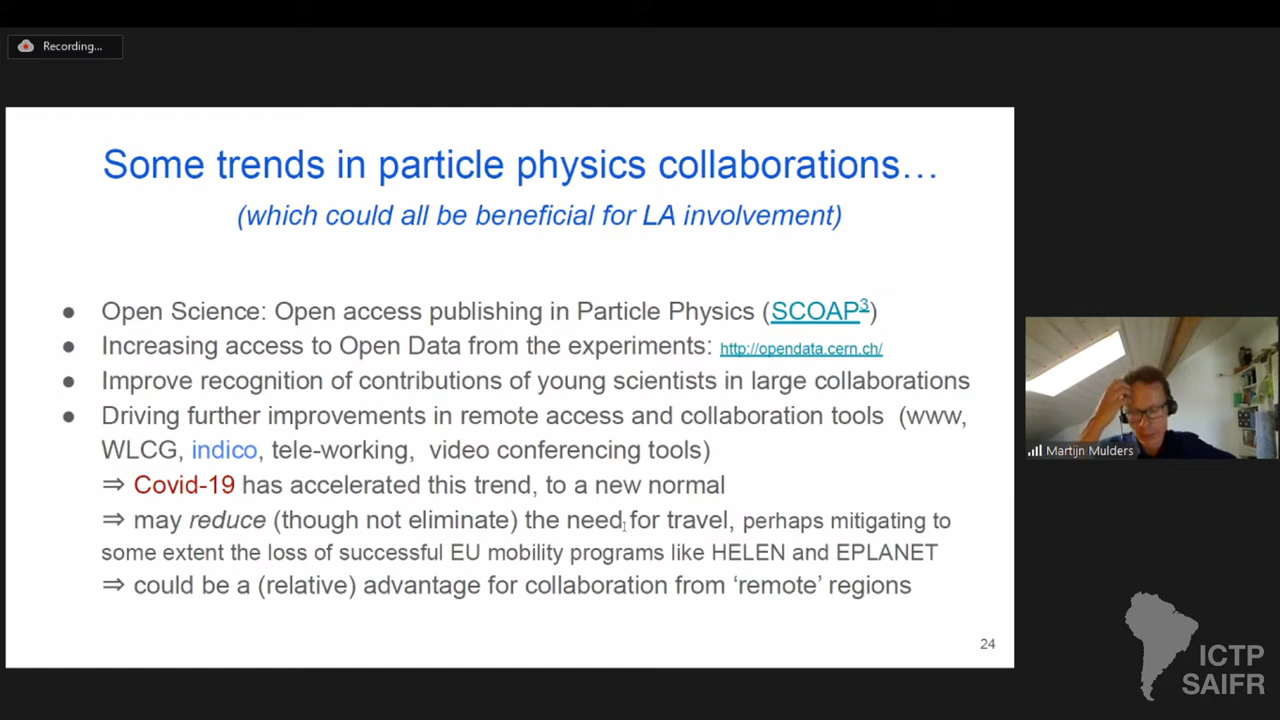 Recording...
Some trends in particle physics collaborations…
(which could all be beneficial for LA involvement)
● Open Science: Open access publishing in Particle Physics (SCOAP³)
● Increasing access to Open Data from the experiments: http://opendata.cern.ch/
● Improve recognition of contributions of young scientists in large collaborations
● Driving further improvements in remote access and collaboration tools (www,
WLCG, indico, tele-working, video conferencing tools)
⇒ Covid-19 has accelerated this trend, to a new normal
⇒ may reduce (though not eliminate) the need for travel, perhaps mitigating to
some extent the loss of successful EU mobility programs like HELEN and EPLANET
⇒ could be a (relative) advantage for collaboration from ‘remote’ regions
24
Martijn Mulders
ICTP
SAIFR